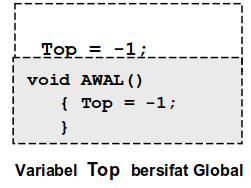 Top = -1;
void AWAL()
{ Top = -1;
}
Variabel Top bersifat Global